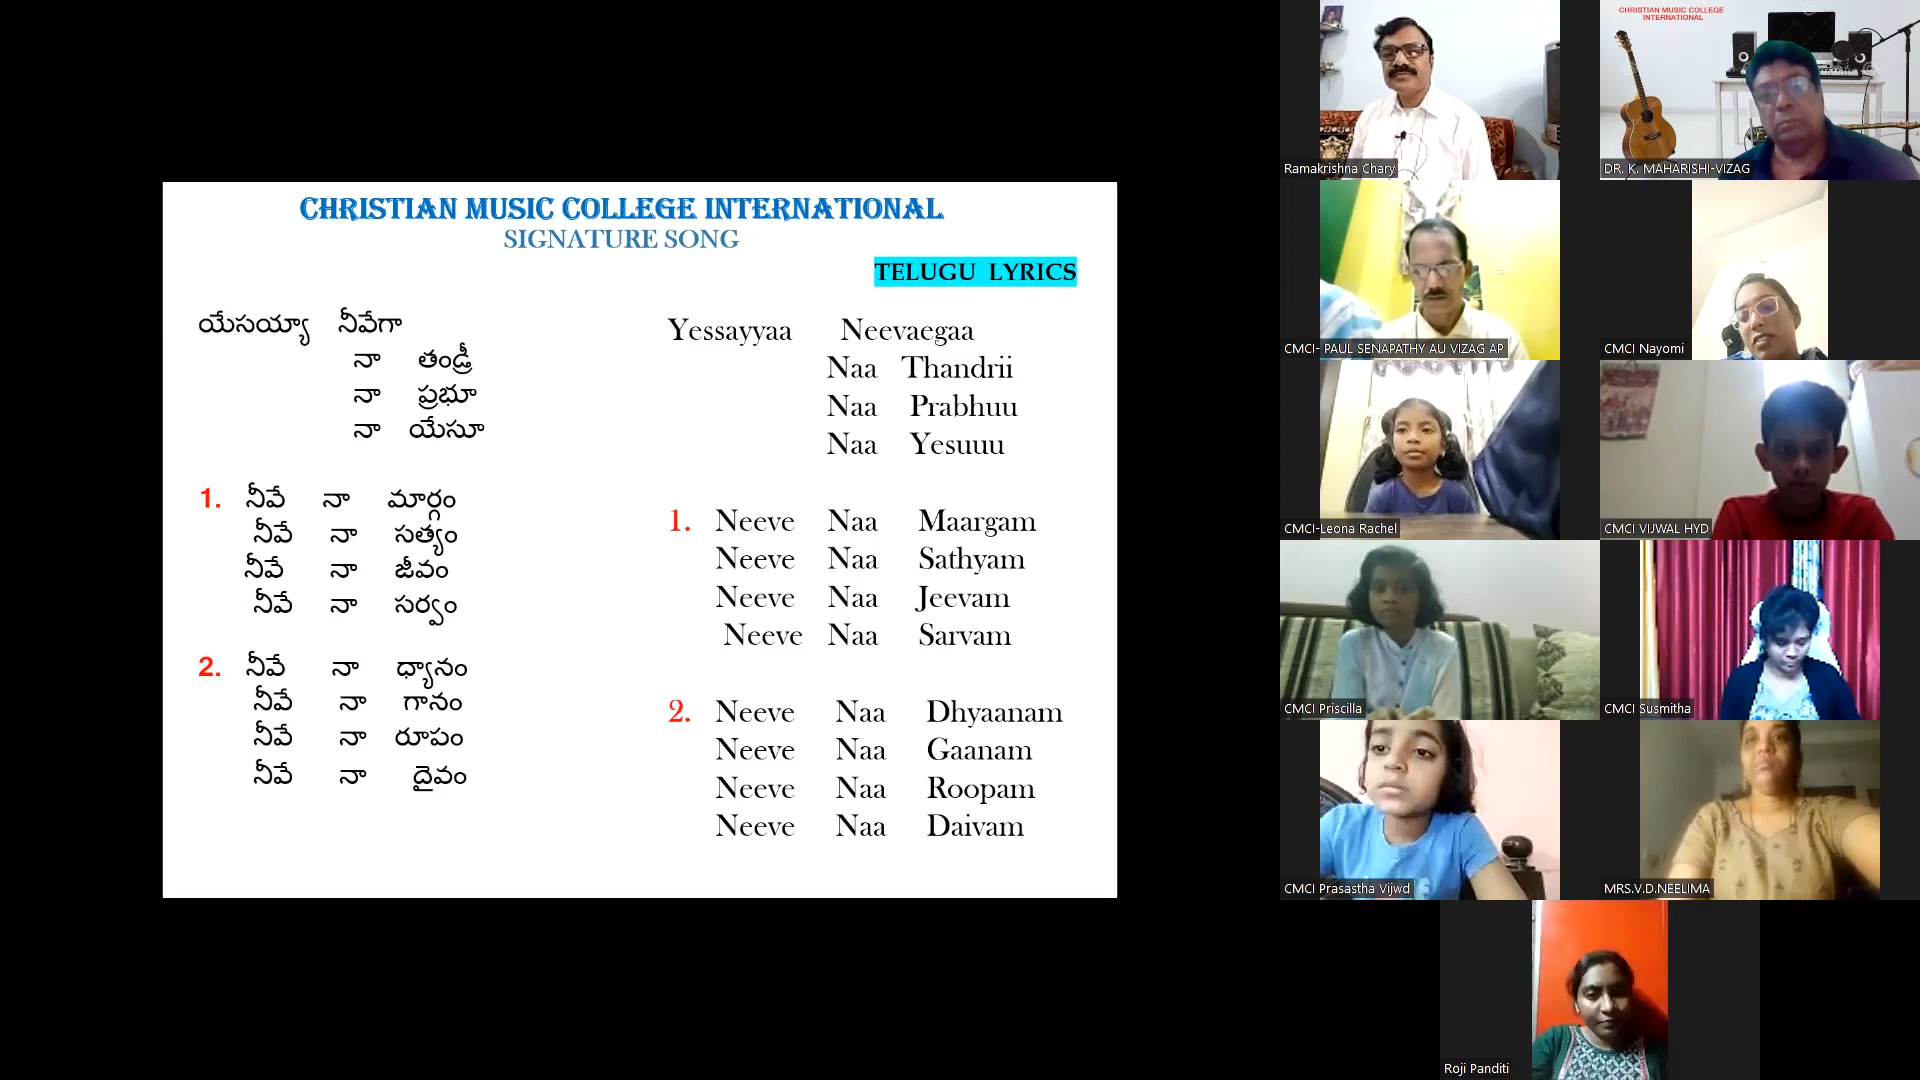 CHRISTIAN MUSIC COLLEGE INTERNATIONAL
SIGNATURE SONG
TELUGU LYRICS
యేసయ్యా నీవేగా
నా తండ్రీ
నా ప్రభూ
నా యేసూ
1. నీవే నా మార్గం
నీవే నా సత్యం
నీవే నా జీవం
నీవే నా సర్వం
2. నీవే నా ధ్యానం
నీవే నా గానం
నీవే నా రూపం
నీవే నా దైవం
Yessayyaa Neevaegaa
Naa Thandrii
Naa Prabhuu
Naa Yesuuu
1. Neeve Naa Maargam
Neeve Naa Sathyam
Neeve Naa Jeevam
Neeve Naa Sarvam
2. Neeve Naa Dhyaanam
Neeve Naa Gaanam
Neeve Naa Roopam
Neeve Naa Daivam
Ramakrishna Chary
CHRISTIAN MUSIC COLLEGE
INTERNATIONAL
DR. K. MAHARISHI-VIZAG
CMCI- PAUL SENAPATHY AU VIZAG AP
CMCI Nayomi
CMCI-Leona Rachel
CMCI VIJWAL HYD
CMCI Priscilla
CMCI Susmitha
CMCI Prasastha Vijwd
MRS.V.D.NEELIMA
Roji Panditi